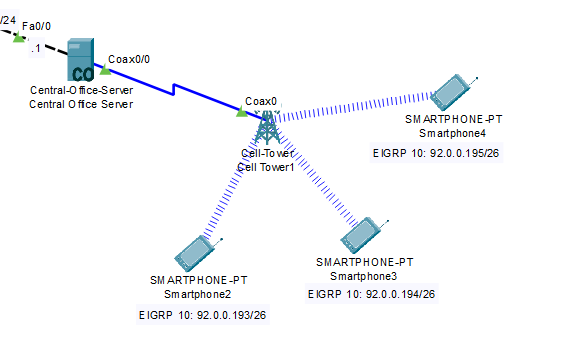 /24
Fa0/0
.1
CO
Coax0/0
Central-Office-Server
Central Office Server
Coax0
Cell-Tower
Cell Tower1
SMARTPHONE-PT
Smartphone4
EIGRP 10: 92.0.0.195/26
SMARTPHONE-PT
Smartphone3
EIGRP 10: 92.0.0.194/26
SMARTPHONE-PT
Smartphone2
EIGRP 10: 92.0.0.193/26